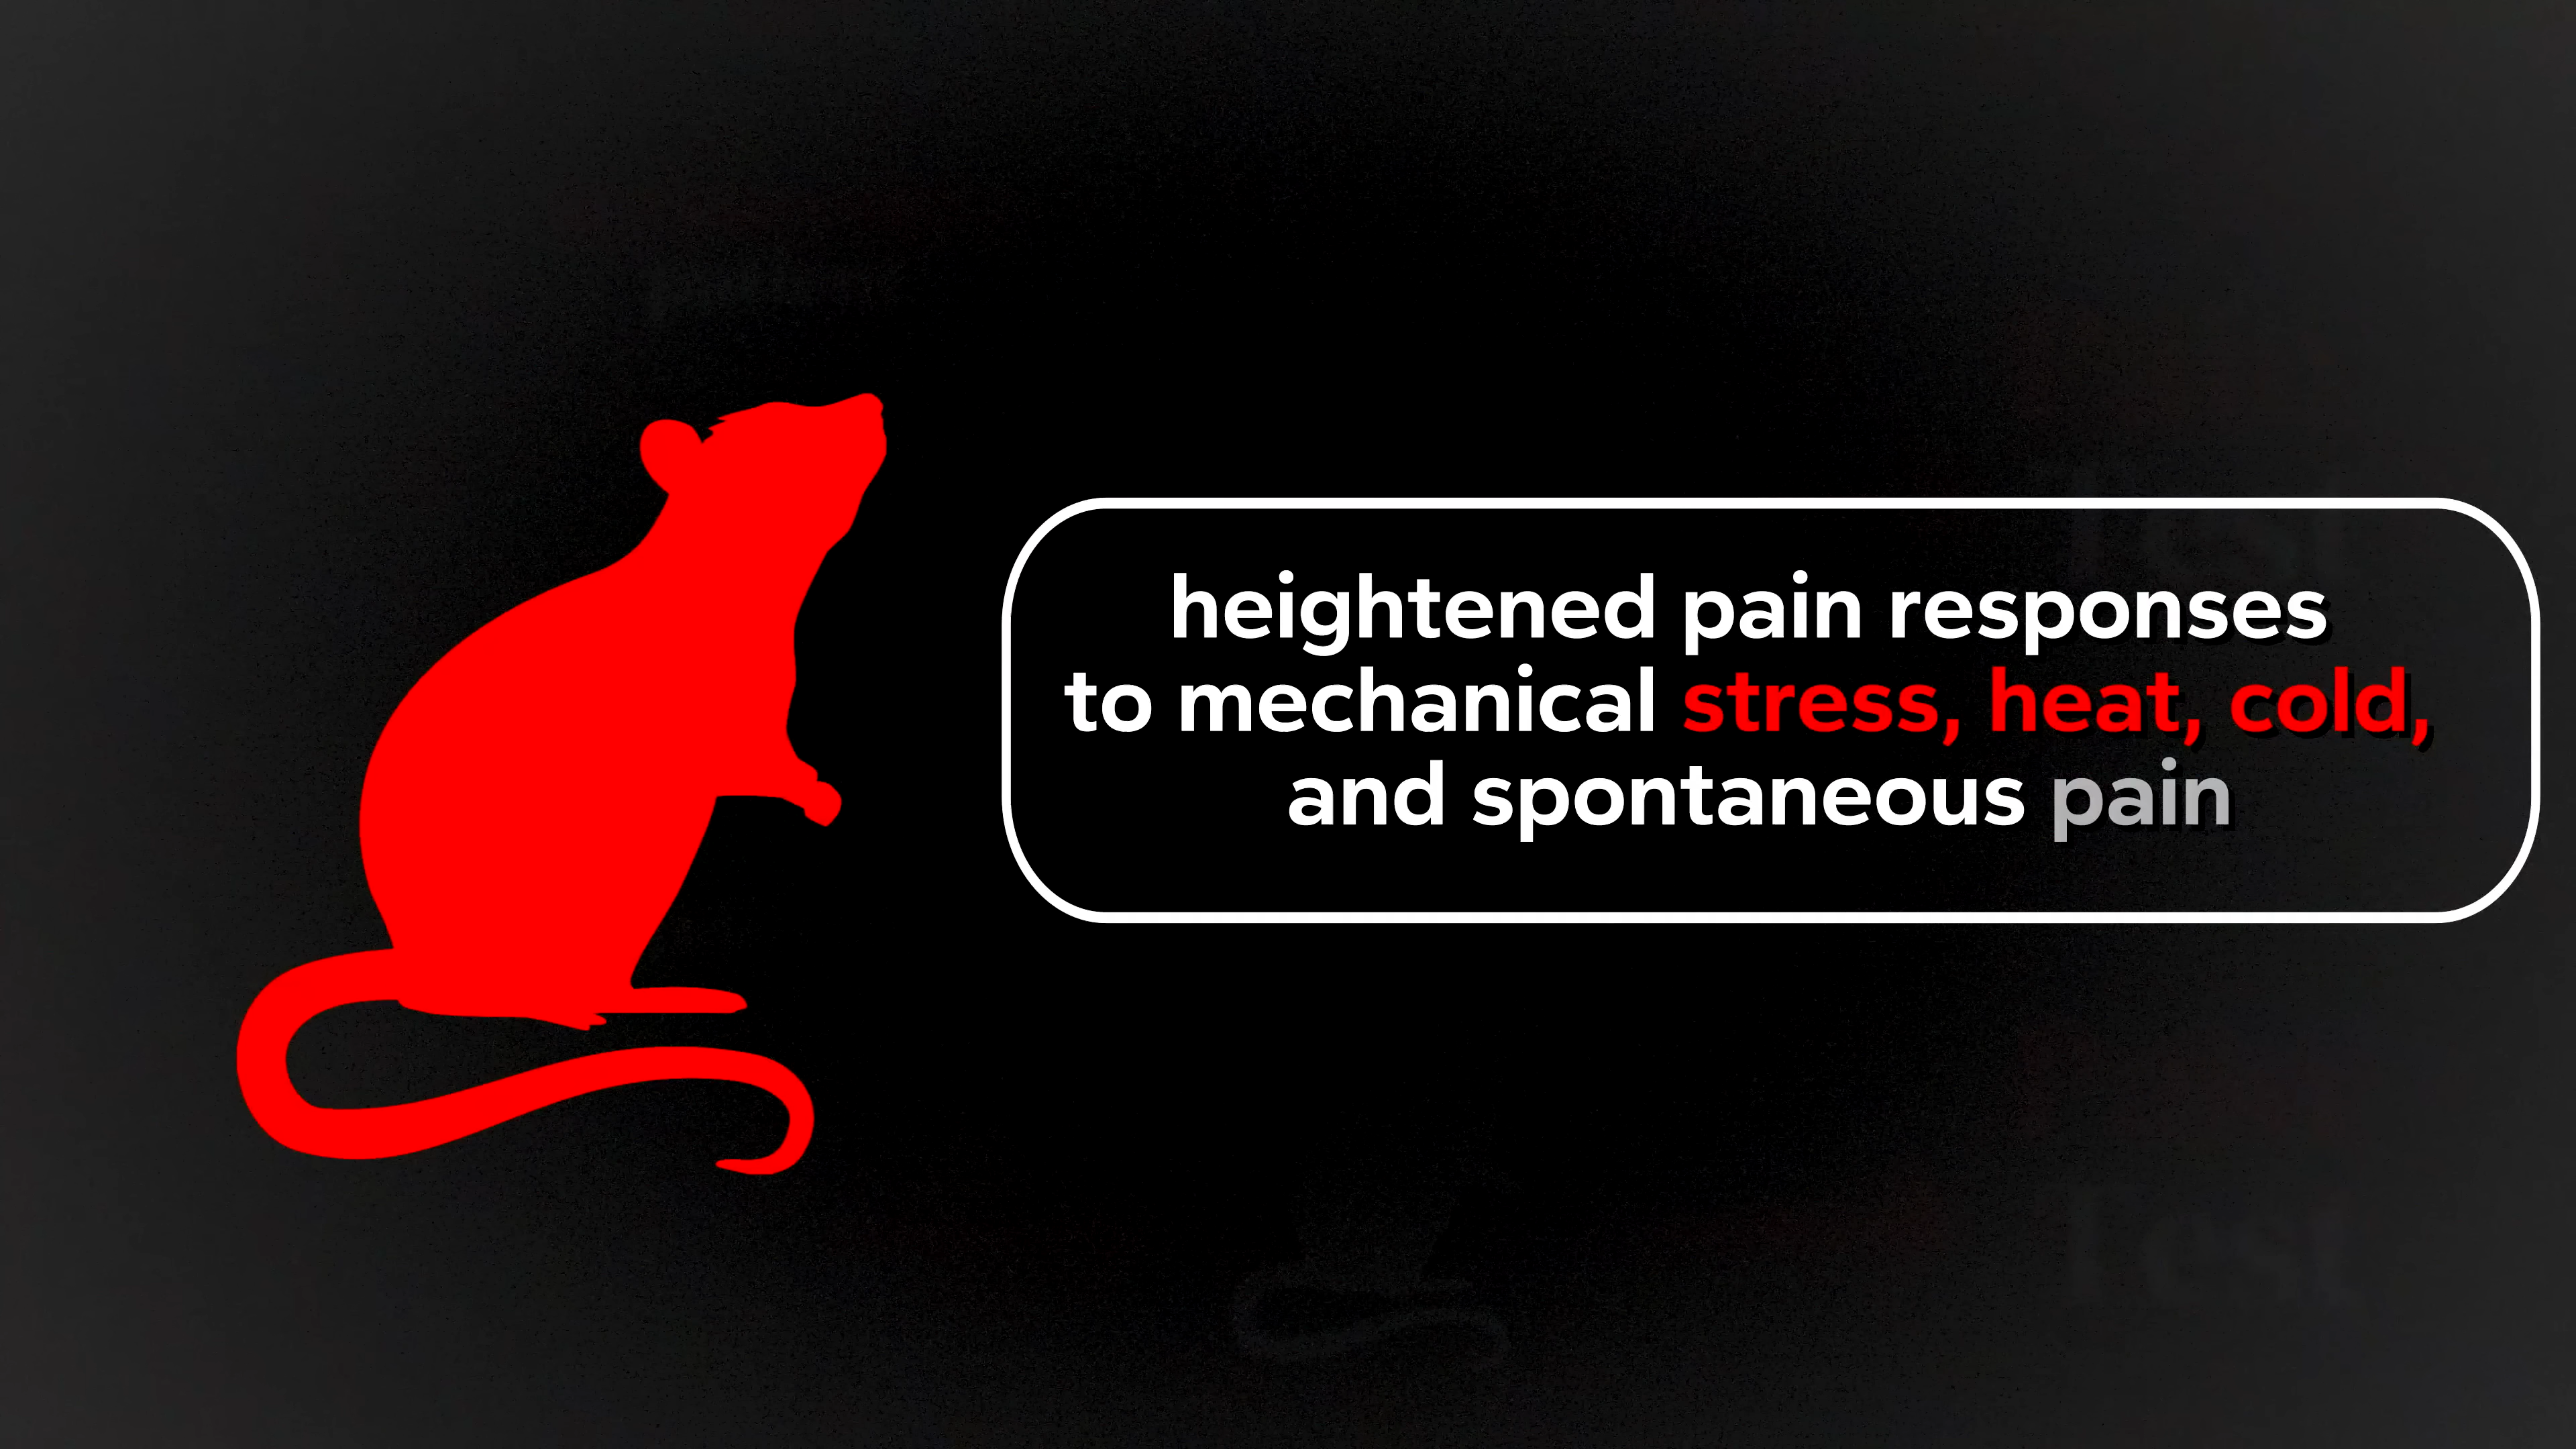 heightened pain responses
to mechanical stress, heat, cold,
and spontaneous pain